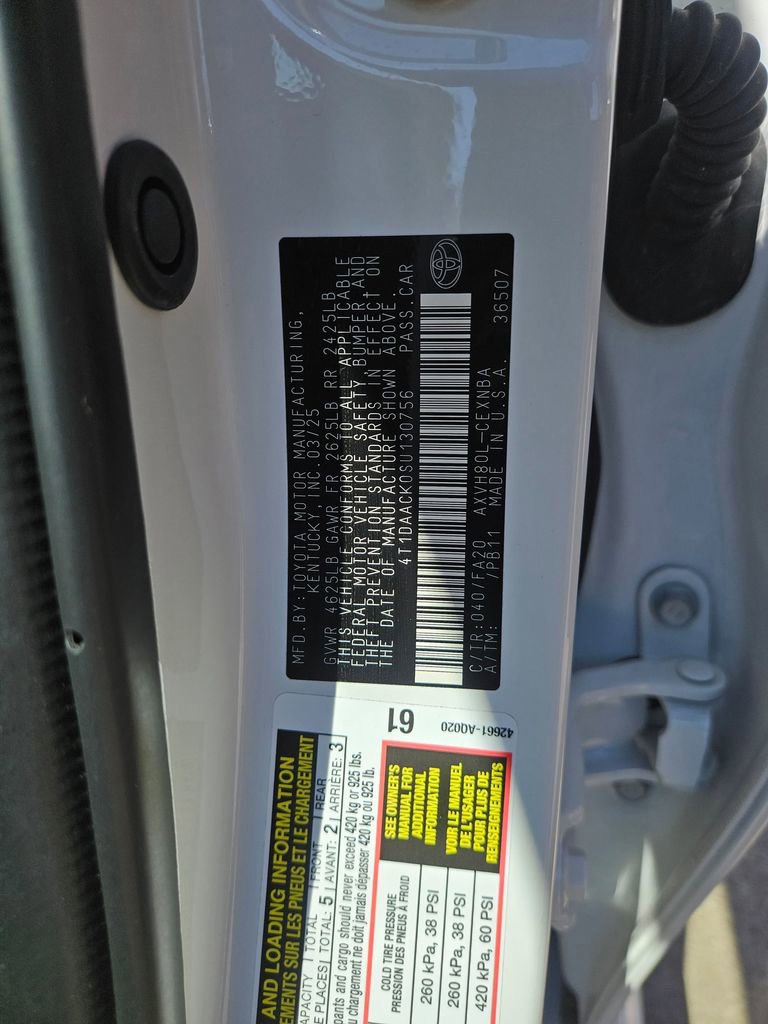 MFD.BY:TOYOTA MOTOR MANUFACTURING,
KENTUCKY, INC. 03/25
GVWR 4625LB GAWR FR 2625LB RR 2425LB
THIS VEHICLE CONFORMS TO ALL APPLICABLE
FEDERAL MOTOR VEHICLE SAFETY, BUMPER, AND
THEFT PREVENTION STANDARDS IN EFFECT ON
THE DATE OF MANUFACTURE SHOWN ABOVE.
4T1DAACK0SU130756 PASS.CAR
C/TR:040/FA20 AXVH80L-CEXNBA
A/TM: /PB11 MADE IN U.S.A. 36507
AND LOADING INFORMATION
EMENTS SUR LES PNEUS ET LE CHARGEMENT
APACITY TOTAL FRONT REAR
E PLACES TOTAL: 5 AVANT: 2 ARRIÈRE: 3
pants and cargo should never exceed 420 kg or 925 lbs.
u chargement ne doit jamais dépasser 420 kg ou 925 lb.
61
42661-AQ020
COLD TIRE PRESSURE
PRESSION DES PNEUS À FROID
260 kPa, 38 PSI
260 kPa, 38 PSI
420 kPa, 60 PSI
SEE OWNER'S
MANUAL FOR
ADDITIONAL
INFORMATION
VOIR LE MANUEL
DE L'USAGER
POUR PLUS DE
RENSEIGNEMENTS